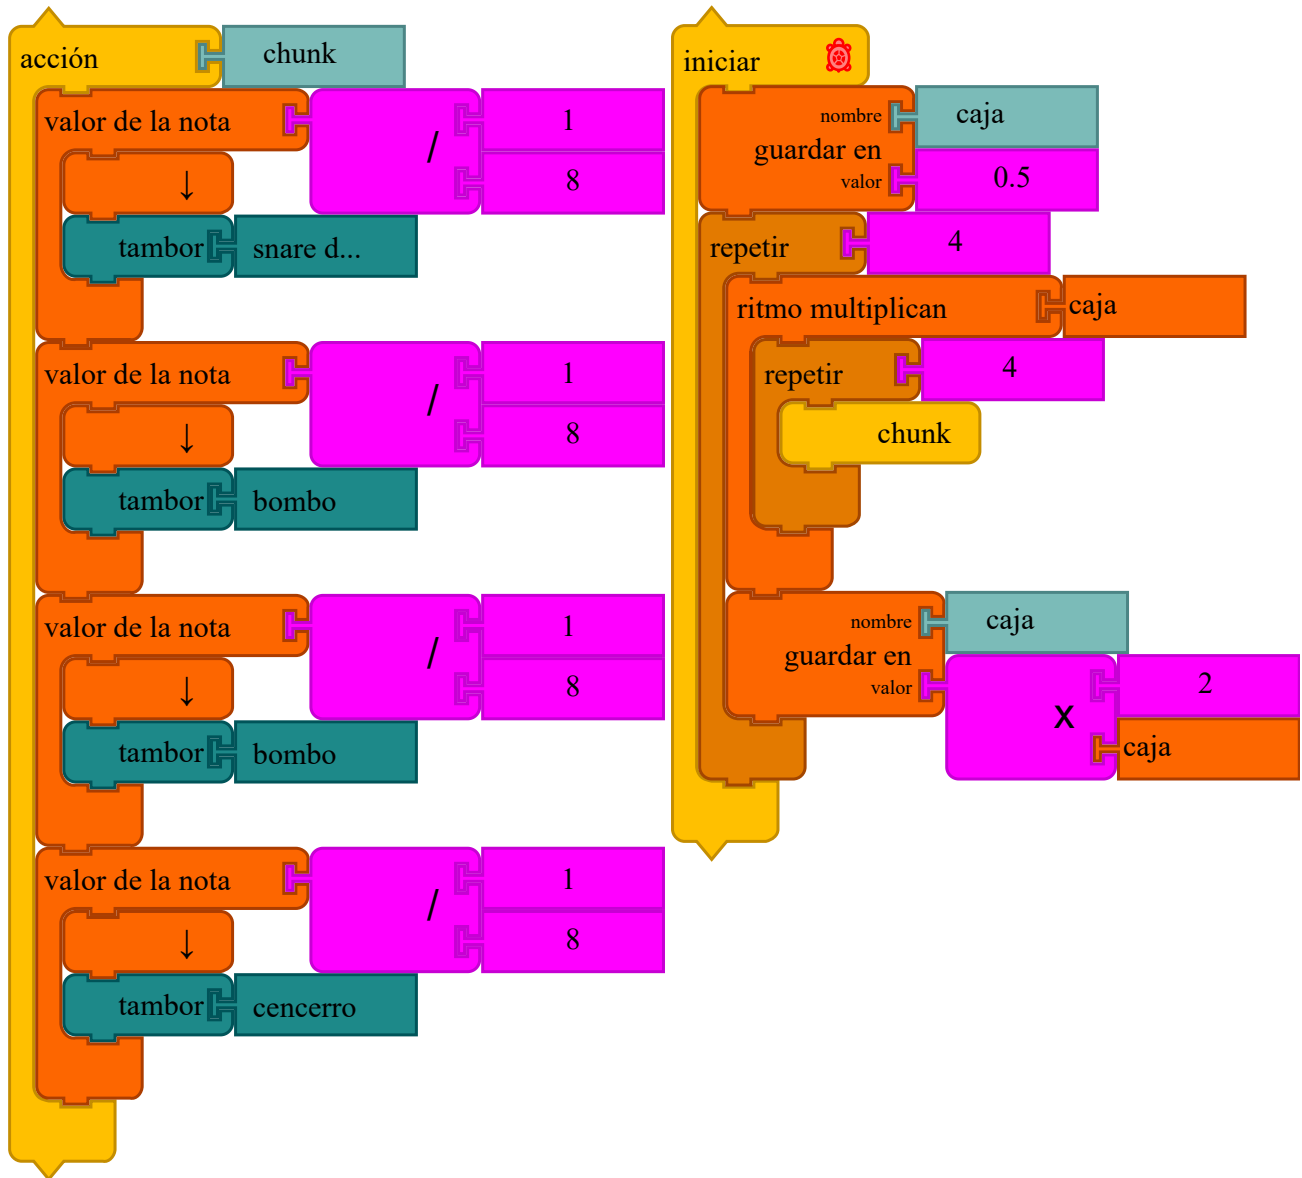 acción chunk
valor de la nota / 1
8
↓
tambor snare d...
valor de la nota / 1
8
↓
tambor bombo
valor de la nota / 1
8
↓
tambor bombo
valor de la nota / 1
8
↓
tambor cencerro
iniciar
nombre caja
guardar en
valor 0.5
repetir 4
ritmo multiplican caja
repetir 4
chunk
nombre caja
guardar en
valor x 2
caja